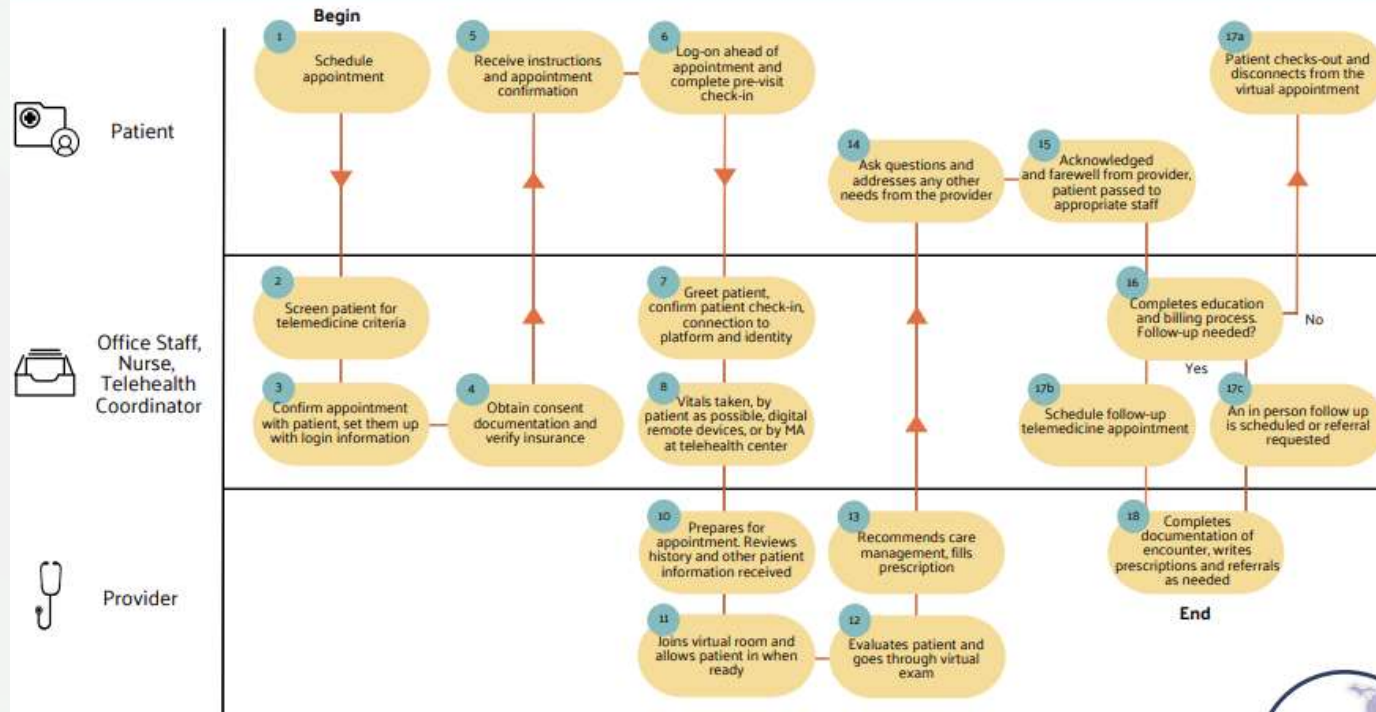 Begin
1
Schedule
appointment
5
Receive instructions
and appointment
confirmation
6
Log-on ahead of
appointment and
complete pre-visit
check-in
17a
Patient checks-out and
disconnects from the
virtual appointment
Patient
14
Ask questions and
addresses any other
needs from the provider
15
Acknowledged
and farewell from provider,
patient passed to
appropriate staff
Office Staff,
Nurse,
Telehealth
Coordinator
2
Screen patient for
telemedicine criteria
7
Greet patient,
confirm patient check-in,
connection to
platform and identity
16
Completes education
and billing process.
Follow-up needed?
No
Yes
3
Confirm appointment
with patient, set them up
with login information
4
Obtain consent
documentation and
verify insurance
8
Vitals taken, by
patient as possible, digital
remote devices, or by MA
at telehealth center
17b
Schedule follow-up
telemedicine appointment
17c
An in person follow up
is scheduled or referral
requested
Provider
10
Prepares for
appointment. Reviews
history and other patient
information received
13
Recommends care
management, fills
prescription
18
Completes
documentation of
encounter, writes
prescriptions and referrals
as needed
End
11
Joins virtual room and
allows patient in when
ready
12
Evaluates patient and
goes through virtual
exam